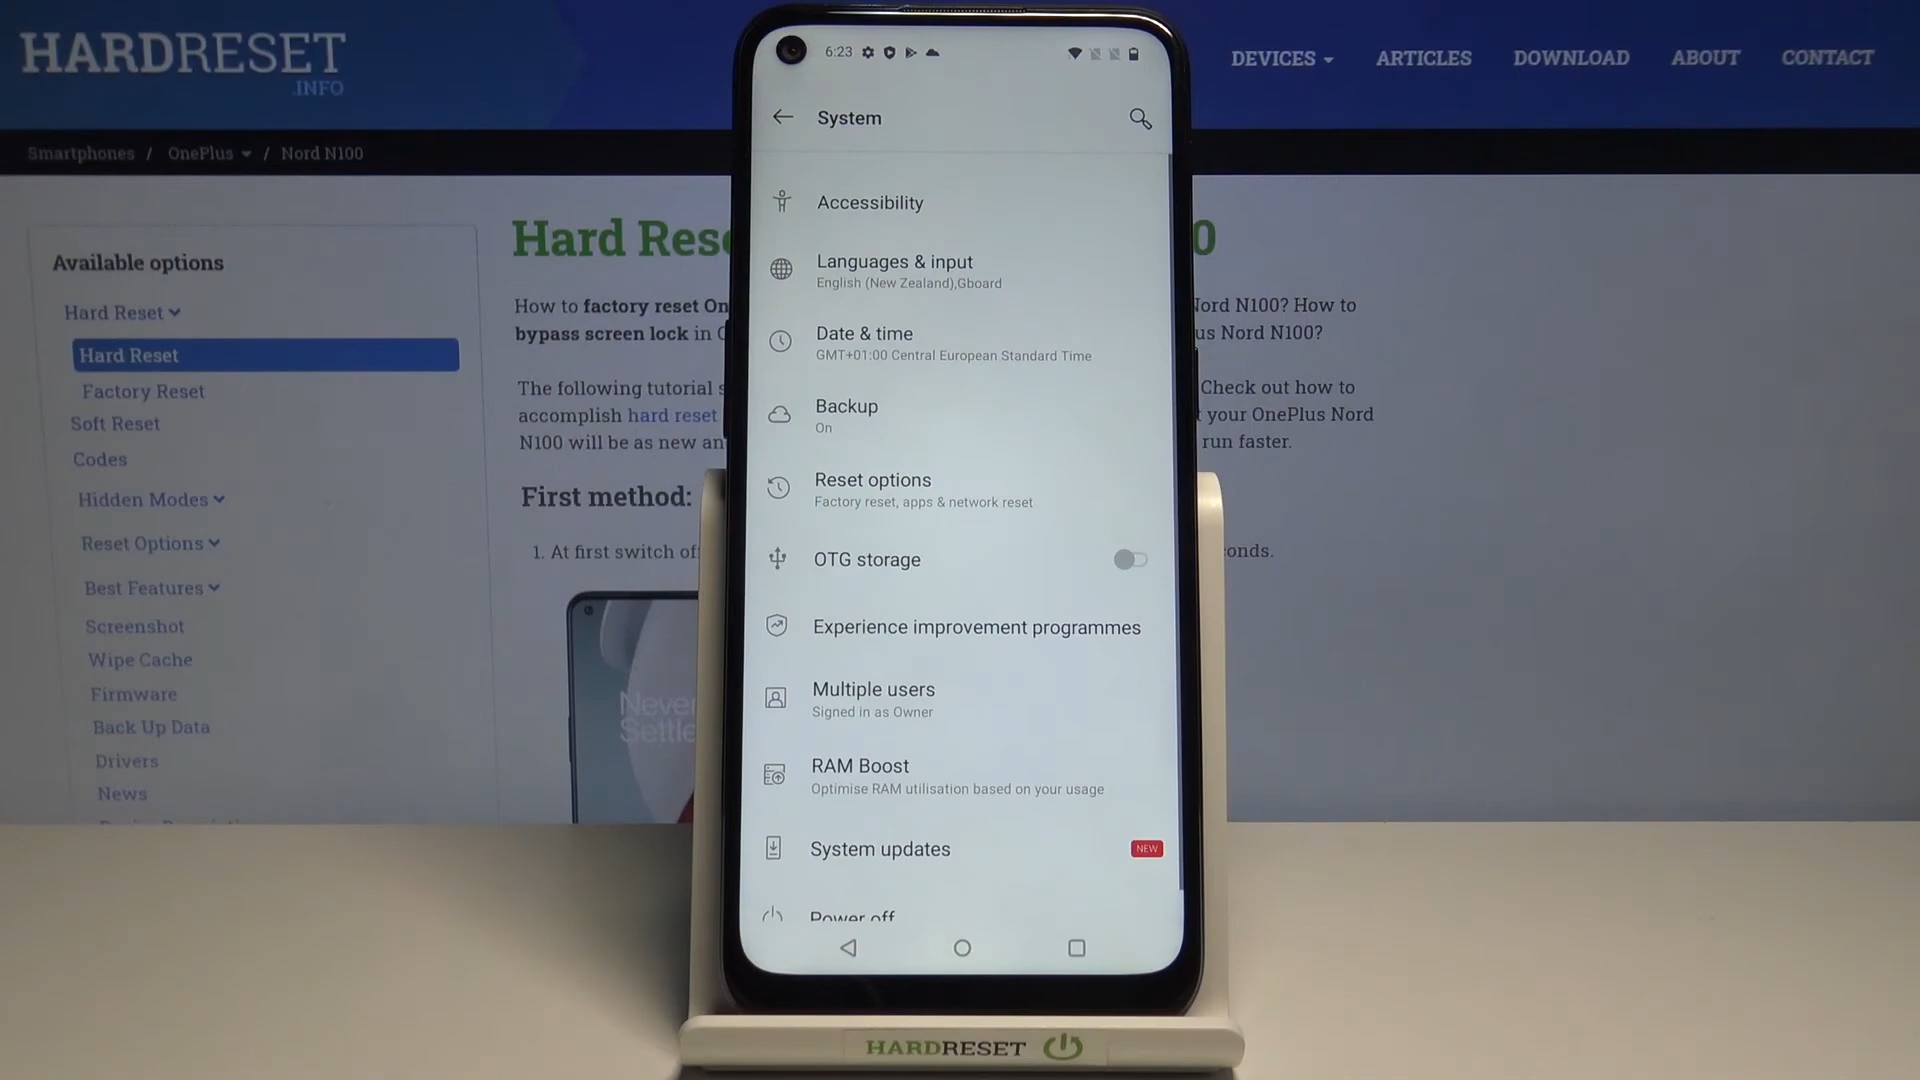 HARDRESET
.INFO
DEVICES
ARTICLES
DOWNLOAD
ABOUT
CONTACT
Smartphones / OnePlus / Nord N100
Available options
Hard Reset
Hard Reset
Factory Reset
Soft Reset
Codes
Hidden Modes
Reset Options
Best Features
Screenshot
Wipe Cache
Firmware
Back Up Data
Drivers
News
Hard Rese
0
How to factory reset On
Nord N100? How to
bypass screen lock in
us Nord N100?
The following tutorial s
Check out how to
accomplish hard reset
t your OnePlus Nord
N100 will be as new an
run faster.
First method:
1. At first switch of
onds.
Never
Settle
6:23
System
Accessibility
Languages & input
English (New Zealand),Gboard
Date & time
GMT+01:00 Central European Standard Time
Backup
On
Reset options
Factory reset, apps & network reset
OTG storage
Experience improvement programmes
Multiple users
Signed in as Owner
RAM Boost
Optimise RAM utilisation based on your usage
System updates
NEW
Power off
HARDRESET